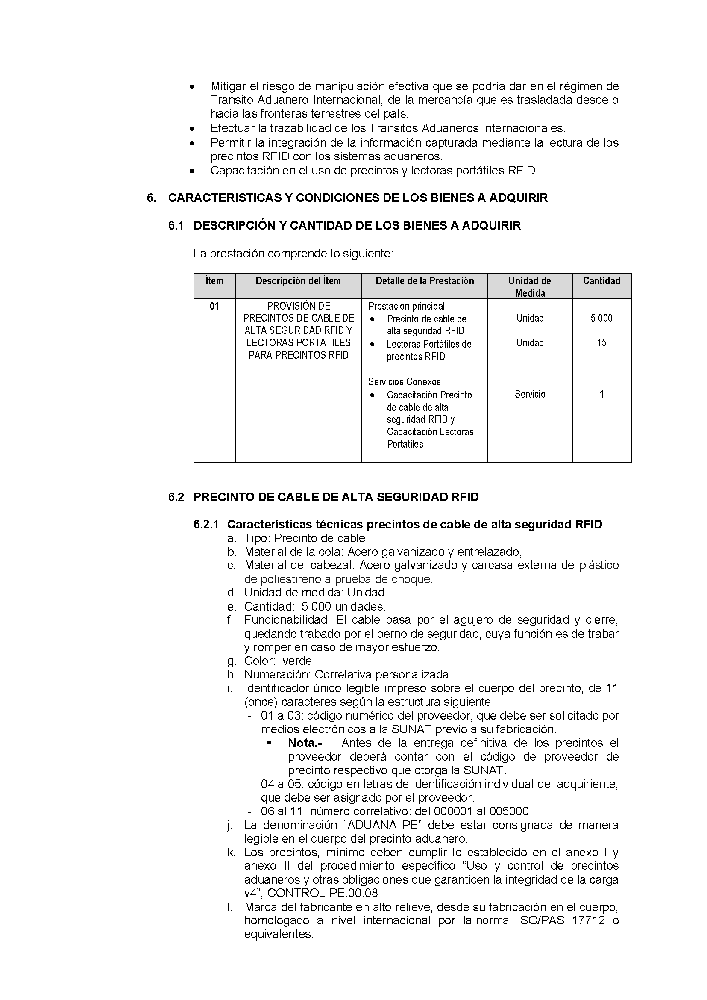 • Mitigar el riesgo de manipulación efectiva que se podría dar en el régimen de
Transito Aduanero Internacional, de la mercancía que es trasladada desde o
hacia las fronteras terrestres del país.
• Efectuar la trazabilidad de los Tránsitos Aduaneros Internacionales.
• Permitir la integración de la información capturada mediante la lectura de los
precintos RFID con los sistemas aduaneros.
• Capacitación en el uso de precintos y lectoras portátiles RFID.
6. CARACTERISTICAS Y CONDICIONES DE LOS BIENES A ADQUIRIR
6.1 DESCRIPCIÓN Y CANTIDAD DE LOS BIENES A ADQUIRIR
La prestación comprende lo siguiente:
Ítem
Descripción del Ítem
Detalle de la Prestación
Unidad de
Medida
Cantidad
01
PROVISIÓN DE
PRECINTOS DE CABLE DE
ALTA SEGURIDAD RFID Y
LECTORAS PORTÁTILES
PARA PRECINTOS RFID
Prestación principal
• Precinto de cable de
alta seguridad RFID
• Lectoras Portátiles de
precintos RFID
Unidad
Unidad
5 000
15
Servicios Conexos
• Capacitación Precinto
de cable de alta
seguridad RFID y
Capacitación Lectoras
Portátiles
Servicio
1
6.2 PRECINTO DE CABLE DE ALTA SEGURIDAD RFID
6.2.1 Características técnicas precintos de cable de alta seguridad RFID
a. Tipo: Precinto de cable
b. Material de la cola: Acero galvanizado y entrelazado,
c. Material del cabezal: Acero galvanizado y carcasa externa de plástico
de poliestireno a prueba de choque.
d. Unidad de medida: Unidad.
e. Cantidad: 5 000 unidades.
f. Funcionabilidad: El cable pasa por el agujero de seguridad y cierre,
quedando trabado por el perno de seguridad, cuya función es de trabar
y romper en caso de mayor esfuerzo.
g. Color: verde
h. Numeración: Correlativa personalizada
i. Identificador único legible impreso sobre el cuerpo del precinto, de 11
(once) caracteres según la estructura siguiente:
- 01 a 03: código numérico del proveedor, que debe ser solicitado por
medios electrónicos a la SUNAT previo a su fabricación.
▪ Nota.- Antes de la entrega definitiva de los precintos el
proveedor deberá contar con el código de proveedor de
precinto respectivo que otorga la SUNAT.
- 04 a 05: código en letras de identificación individual del adquiriente,
que debe ser asignado por el proveedor.
- 06 al 11: número correlativo: del 000001 al 005000
j. La denominación “ADUANA PE” debe estar consignada de manera
legible en el cuerpo del precinto aduanero.
k. Los precintos, mínimo deben cumplir lo establecido en el anexo I y
anexo II del procedimiento específico “Uso y control de precintos
aduaneros y otras obligaciones que garanticen la integridad de la carga
v4”, CONTROL-PE.00.08
l. Marca del fabricante en alto relieve, desde su fabricación en el cuerpo,
homologado a nivel internacional por la norma ISO/PAS 17712 o
equivalentes.